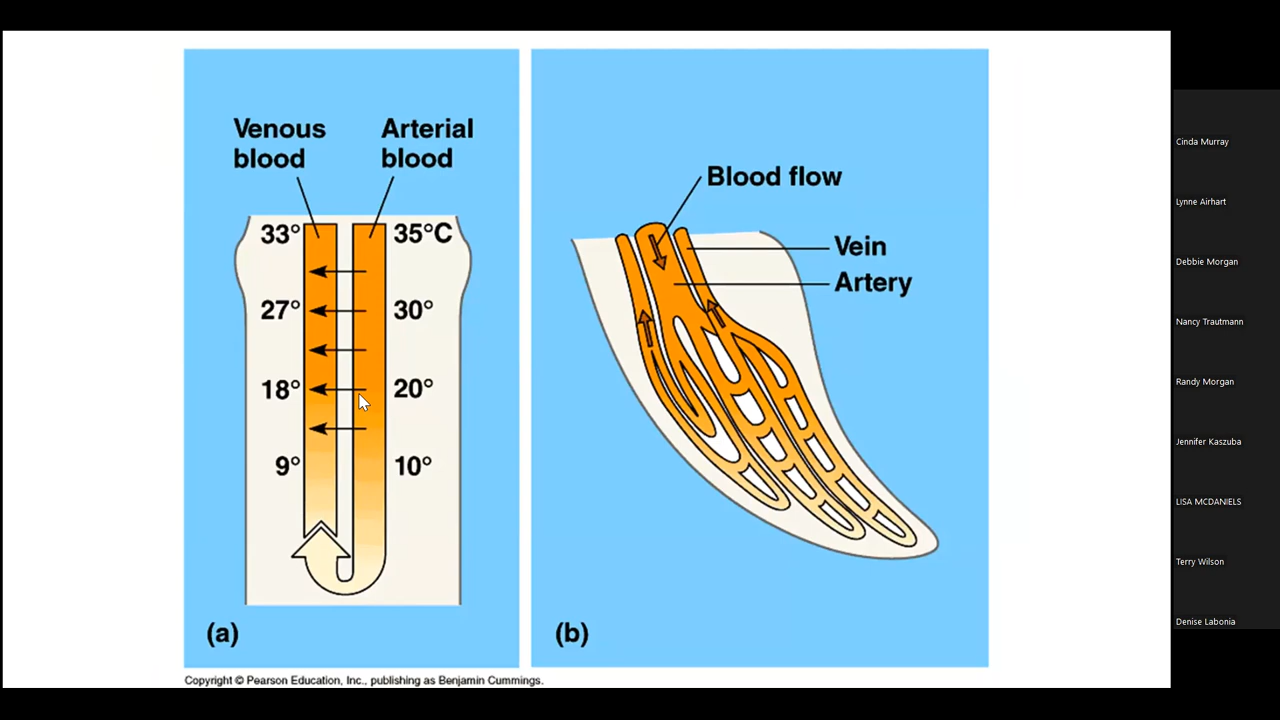 Venous
blood
Arterial
blood
33° 35°C
27° 30°
18° 20°
9° 10°
(a)
Blood flow
Vein
Artery
(b)
Copyright © Pearson Education, Inc., publishing as Benjamin Cummings.
Cinda Murray
Lynne Airhart
Debbie Morgan
Nancy Trautmann
Randy Morgan
Jennifer Kaszuba
LISA MCDANIELS
Terry Wilson
Denise Labonia